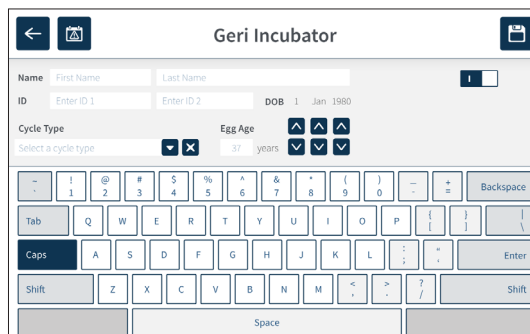 Geri Incubator
Name First Name Last Name I
ID Enter ID 1 Enter ID 2 DOB 1 Jan 1980
Cycle Type Egg Age
Select a cycle type 37 years
! @ # $ % ^ & * ( ) _ +
1 2 3 4 5 6 7 8 9 0 - = Backspace
Tab Q W E R T Y U I O P { [ } ] | \
Caps A S D F G H J K L : ; " Enter
Shift Z X C V B N M < , > . ? / Shift
Space